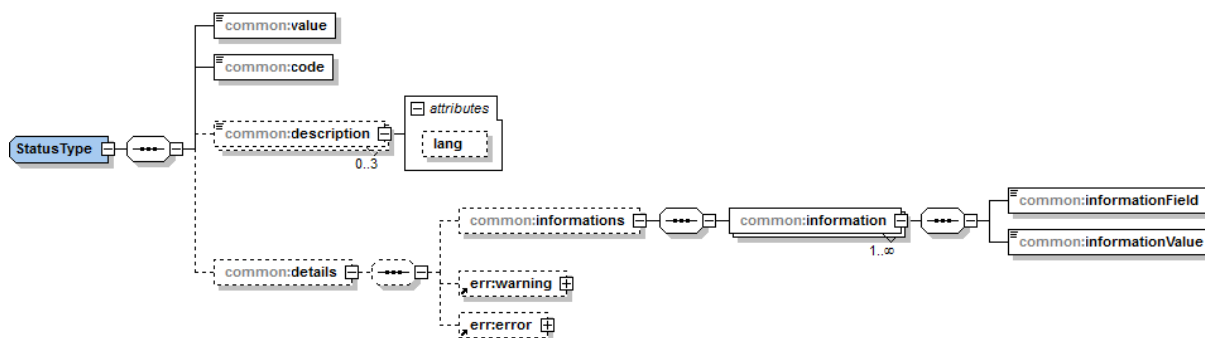 common:value
common:code
attributes
common:description
lang
StatusType
0..3
common:informationField
common:informations
common:information
1..∞
common:informationValue
common:details
err:warning
err:error